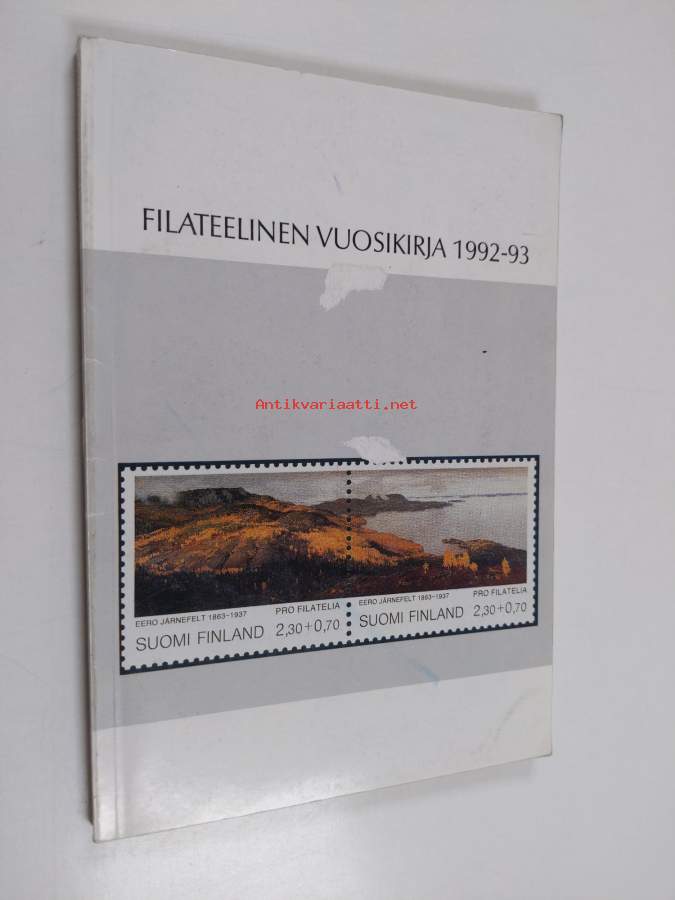 FILATEELINEN VUOSIKIRJA 1992-93
Antikvariaatti.net
EERO JÄRNEFELT 1863–1937 PRO FILATELIA
SUOMI FINLAND 2,30+0,70
EERO JÄRNEFELT 1863–1937 PRO FILATELIA
SUOMI FINLAND 2,30+0,70